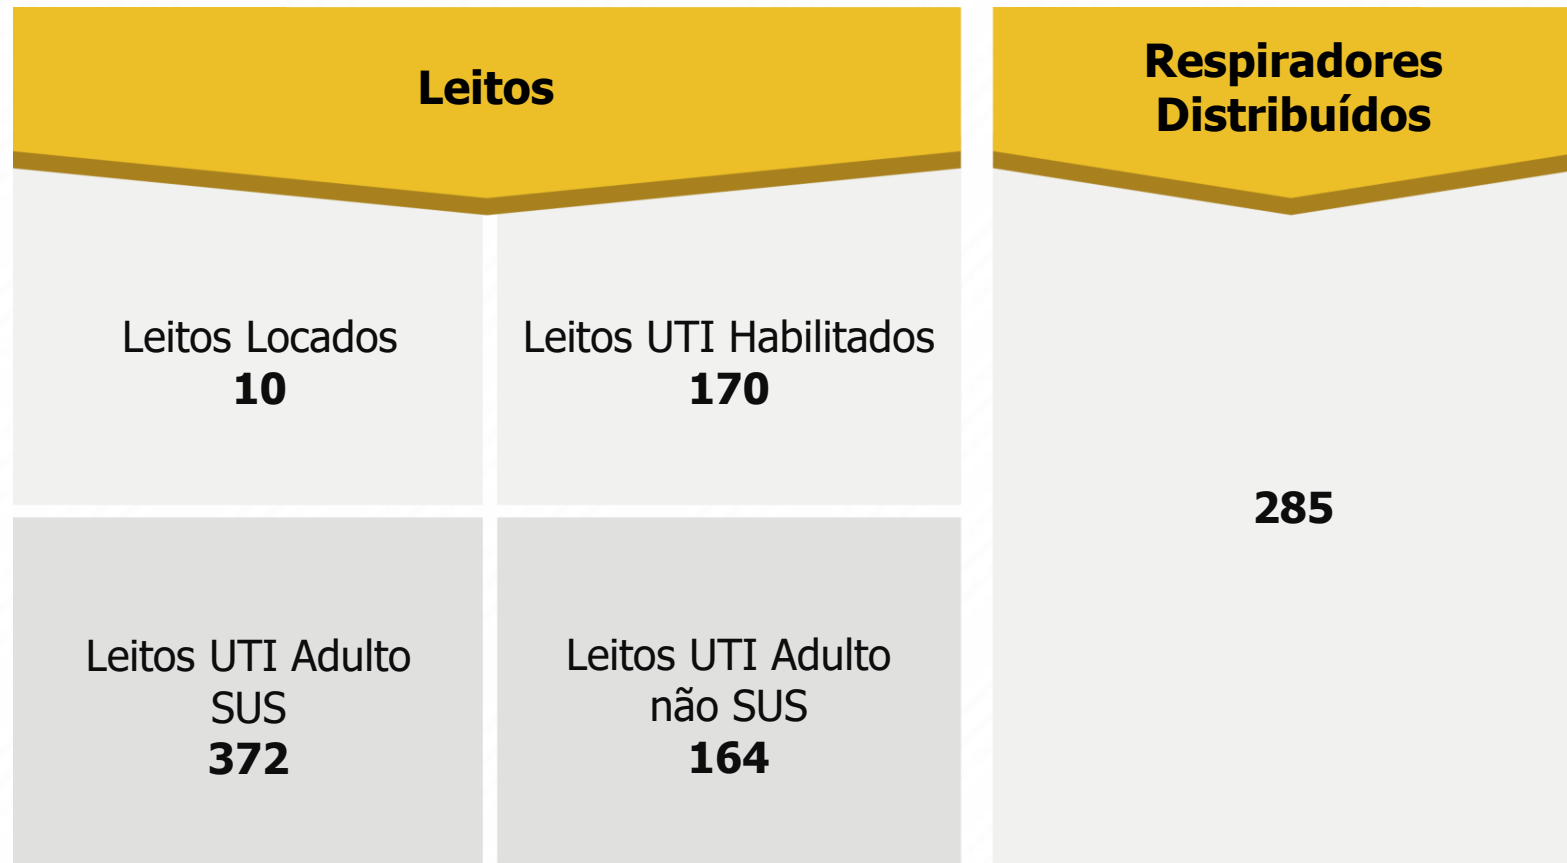 Leitos
Leitos Locados
10
Leitos UTI Habilitados
170
Leitos UTI Adulto
SUS
372
Leitos UTI Adulto
não SUS
164
Respiradores
Distribuídos
285